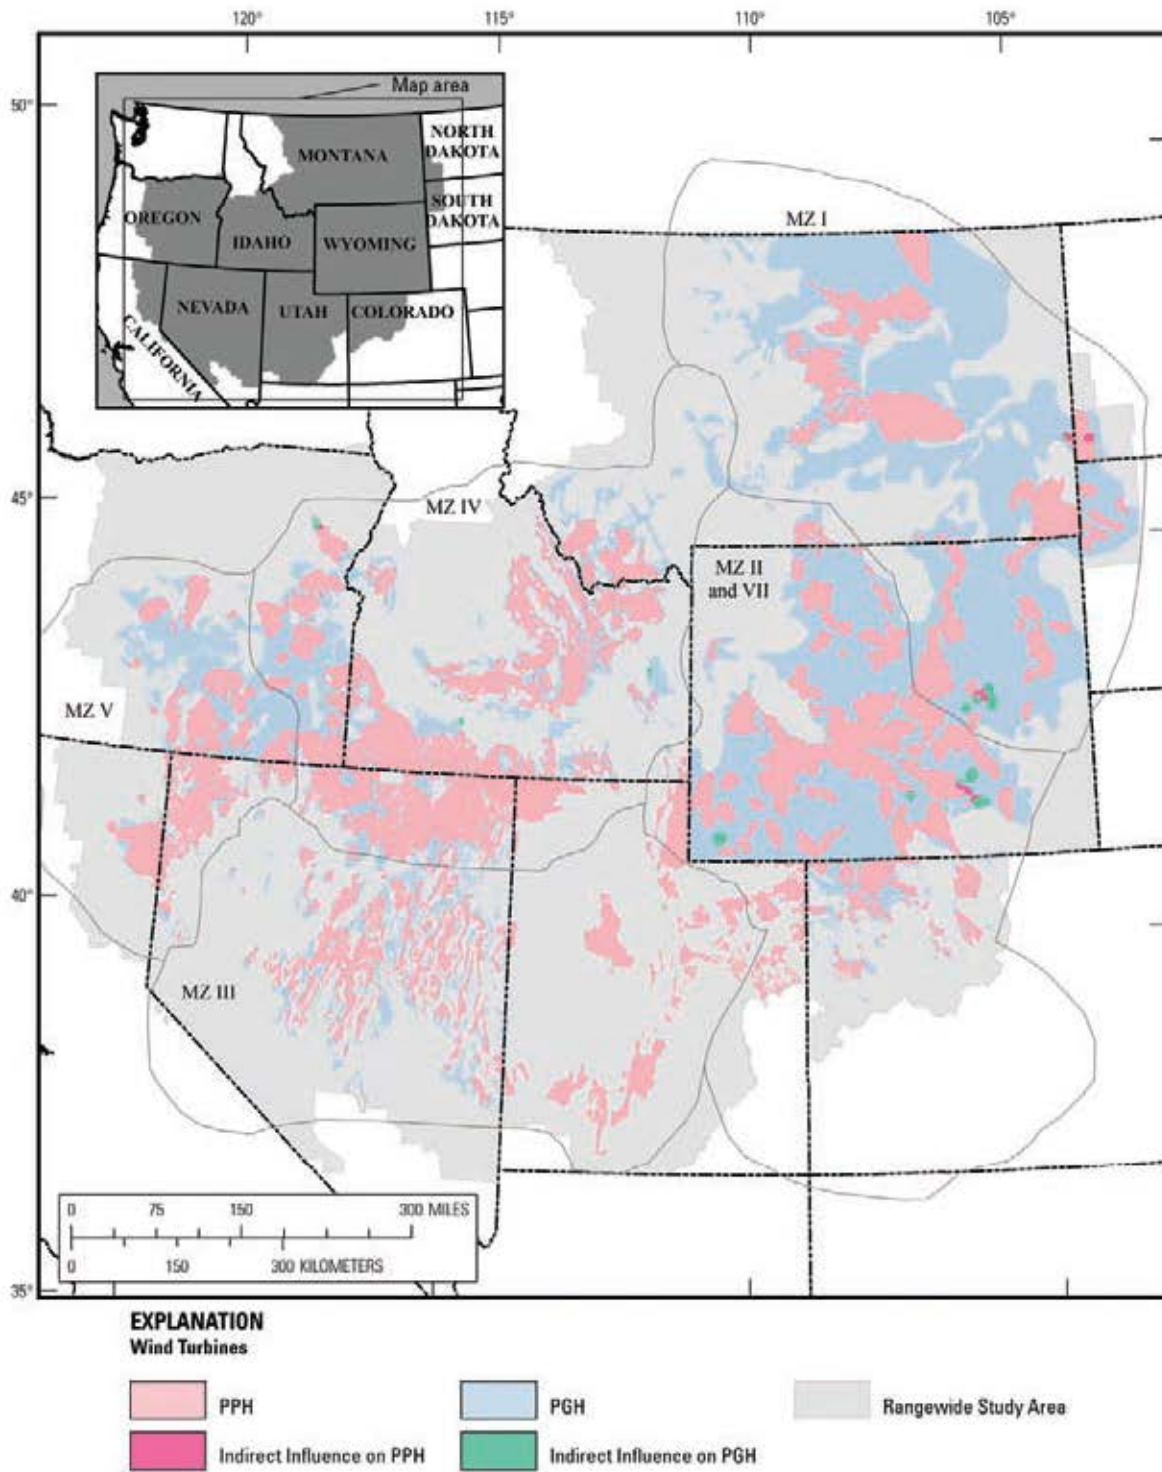 120°
115°
110°
105°
50°
45°
40°
35°
Map area
NORTH
DAKOTA
MONTANA
SOUTH
DAKOTA
OREGON
IDAHO
WYOMING
NEVADA
UTAH
COLORADO
CALIFORNIA
MZ I
MZ IV
MZ II
and VII
MZ V
MZ III
0 75 150 300 MILES
0 150 300 KILOMETERS
EXPLANATION
Wind Turbines
PPH
PGH
Rangewide Study Area
Indirect Influence on PPH
Indirect Influence on PGH